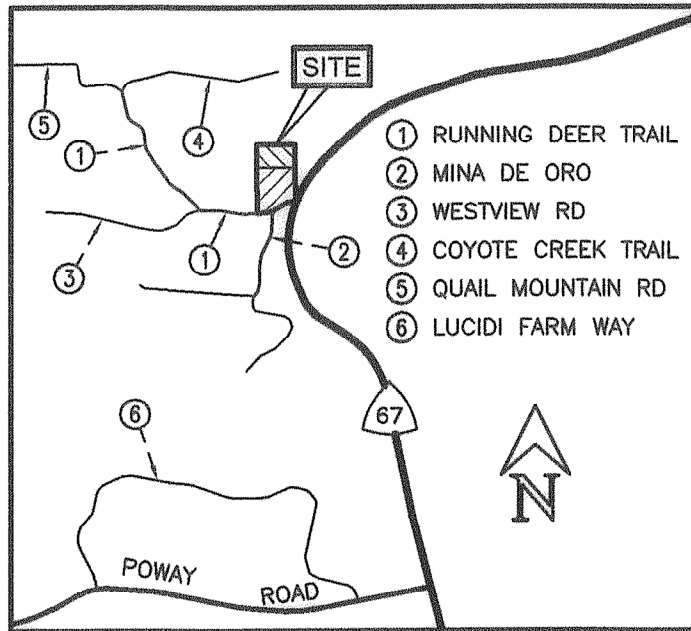 SITE
① RUNNING DEER TRAIL
② MINA DE ORO
③ WESTVIEW RD
④ COYOTE CREEK TRAIL
⑤ QUAIL MOUNTAIN RD
⑥ LUCIDI FARM WAY
⑤
①
④
③
①
②
67
⑥
N
POWAY ROAD